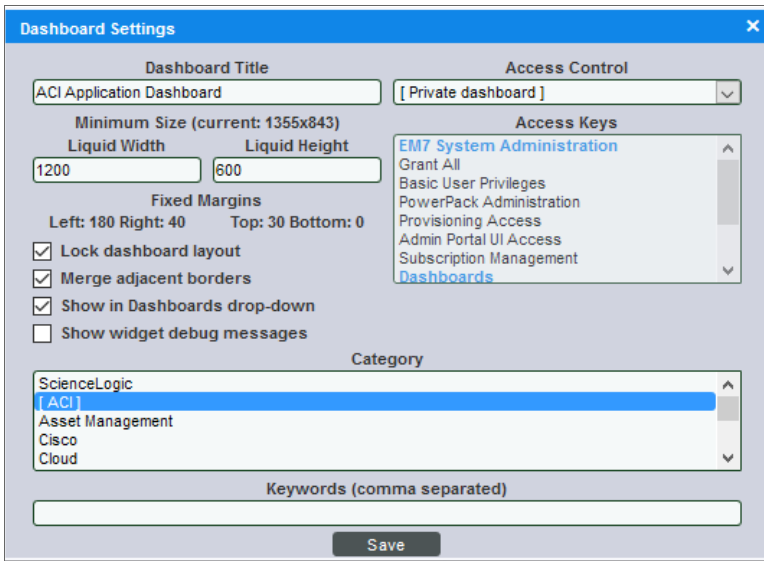 Dashboard Settings
Dashboard Title
ACI Application Dashboard
Access Control
[ Private dashboard ]
Minimum Size (current: 1355x843)
Liquid Width Liquid Height
1200 600
Fixed Margins
Left: 180 Right: 40 Top: 30 Bottom: 0
Lock dashboard layout
Merge adjacent borders
Show in Dashboards drop-down
Show widget debug messages
Access Keys
EM7 System Administration
Grant All
Basic User Privileges
PowerPack Administration
Provisioning Access
Admin Portal UI Access
Subscription Management
Dashboards
Category
ScienceLogic
[ ACI ]
Asset Management
Cisco
Cloud
Keywords (comma separated)
Save